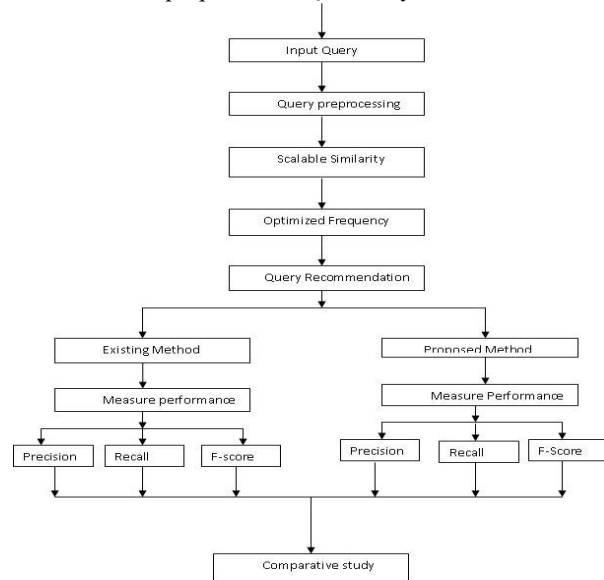 Input Query
Query preprocessing
Scalable Similarity
Optimized Frequency
Query Recommendation
Existing Method
Proposed Method
Measure performance
Measure Performance
Precision
Recall
F-score
Precision
Recall
F-Score
Comparative study